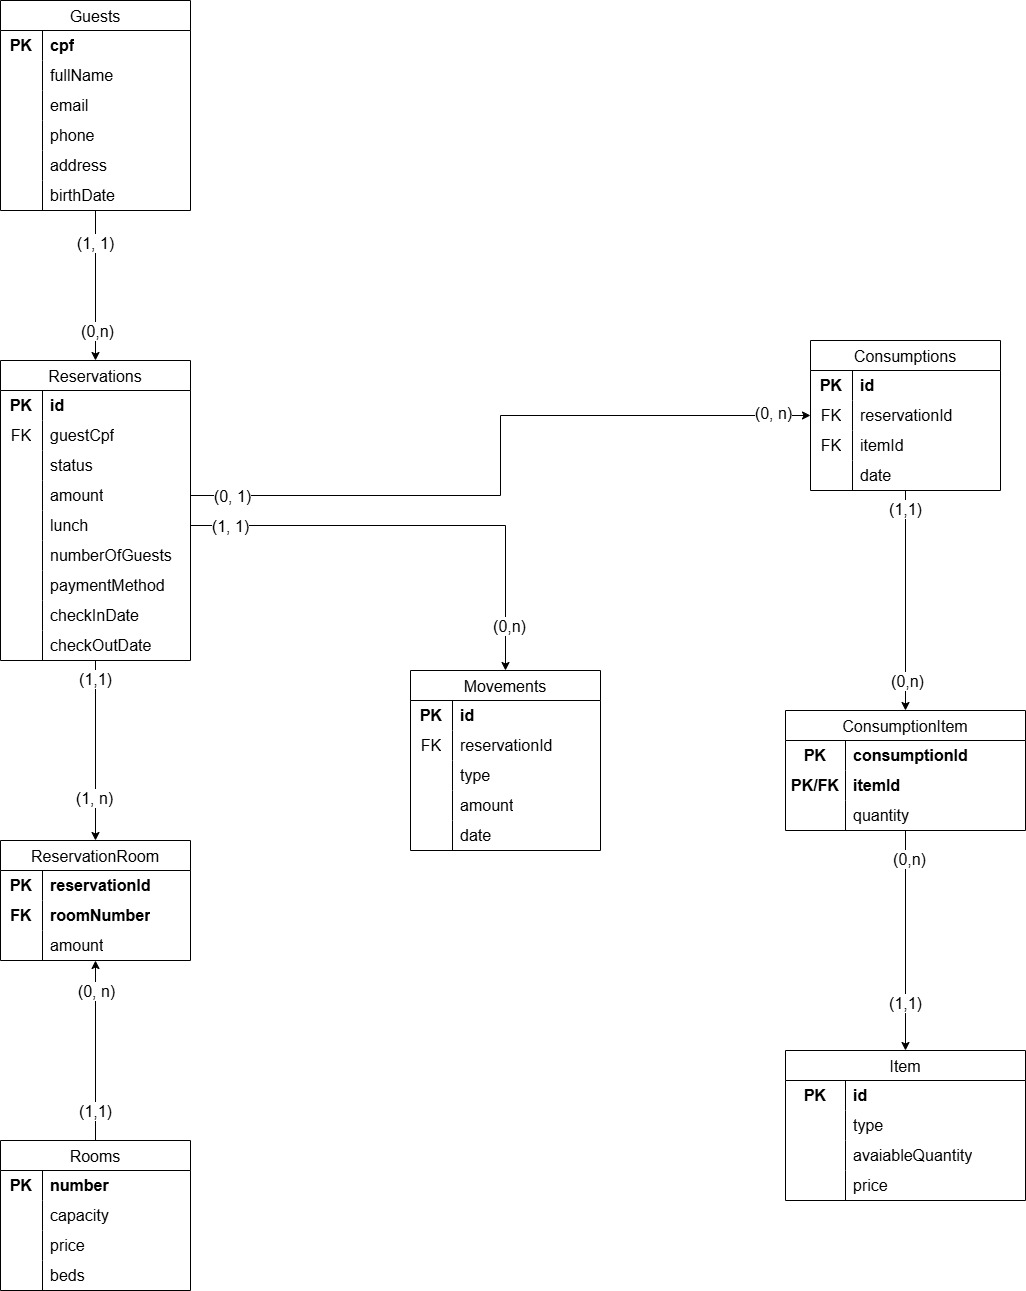 Guests
PK cpf
fullName
email
phone
address
birthDate
(1, 1)
(0,n)
Reservations
PK id
FK guestCpf
status
amount
lunch
numberOfGuests
paymentMethod
checkInDate
checkOutDate
(0, 1)
(1, 1)
(0, n)
Consumptions
PK id
FK reservationId
FK itemId
date
(1,1)
(0,n)
(0,n)
Movements
PK id
FK reservationId
type
amount
date
ConsumptionItem
PK consumptionId
PK/FK itemId
quantity
(0,n)
(1,1)
Item
PK id
type
avaiableQuantity
price
(1,1)
(1, n)
ReservationRoom
PK reservationId
FK roomNumber
amount
(0, n)
(1,1)
Rooms
PK number
capacity
price
beds